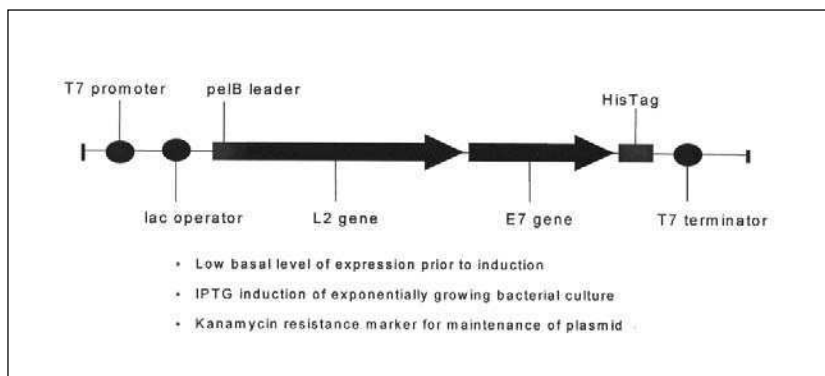 T7 promoter
pelB leader
HisTag
lac operator
L2 gene
E7 gene
T7 terminator
• Low basal level of expression prior to induction
• IPTG induction of exponentially growing bacterial culture
• Kanamycin resistance marker for maintenance of plasmid